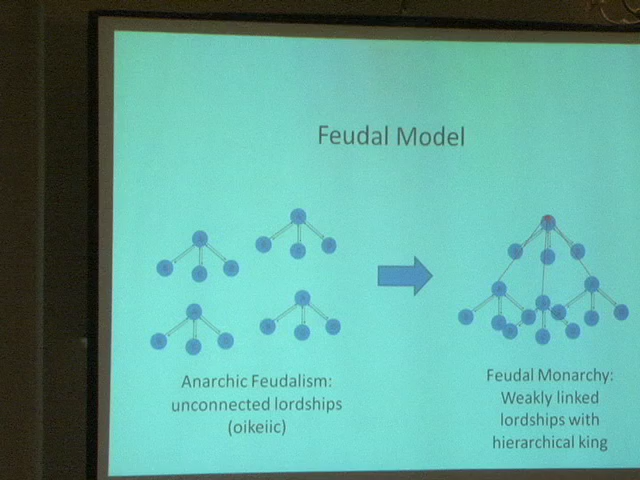 Feudal Model
Anarchic Feudalism:
unconnected lordships
(oikeiic)
Feudal Monarchy:
Weakly linked
lordships with
hierarchical king